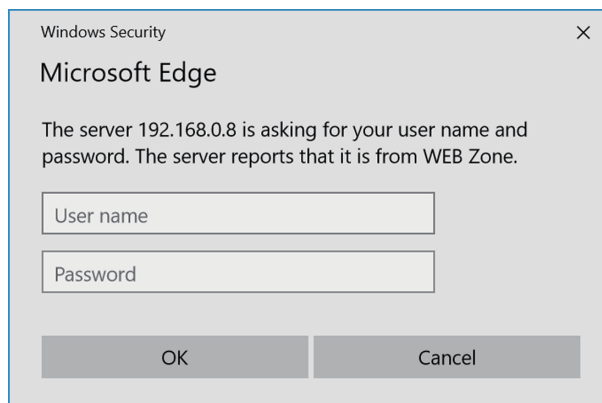 Windows Security
Microsoft Edge
The server 192.168.0.8 is asking for your user name and
password. The server reports that it is from WEB Zone.
User name
Password
OK
Cancel